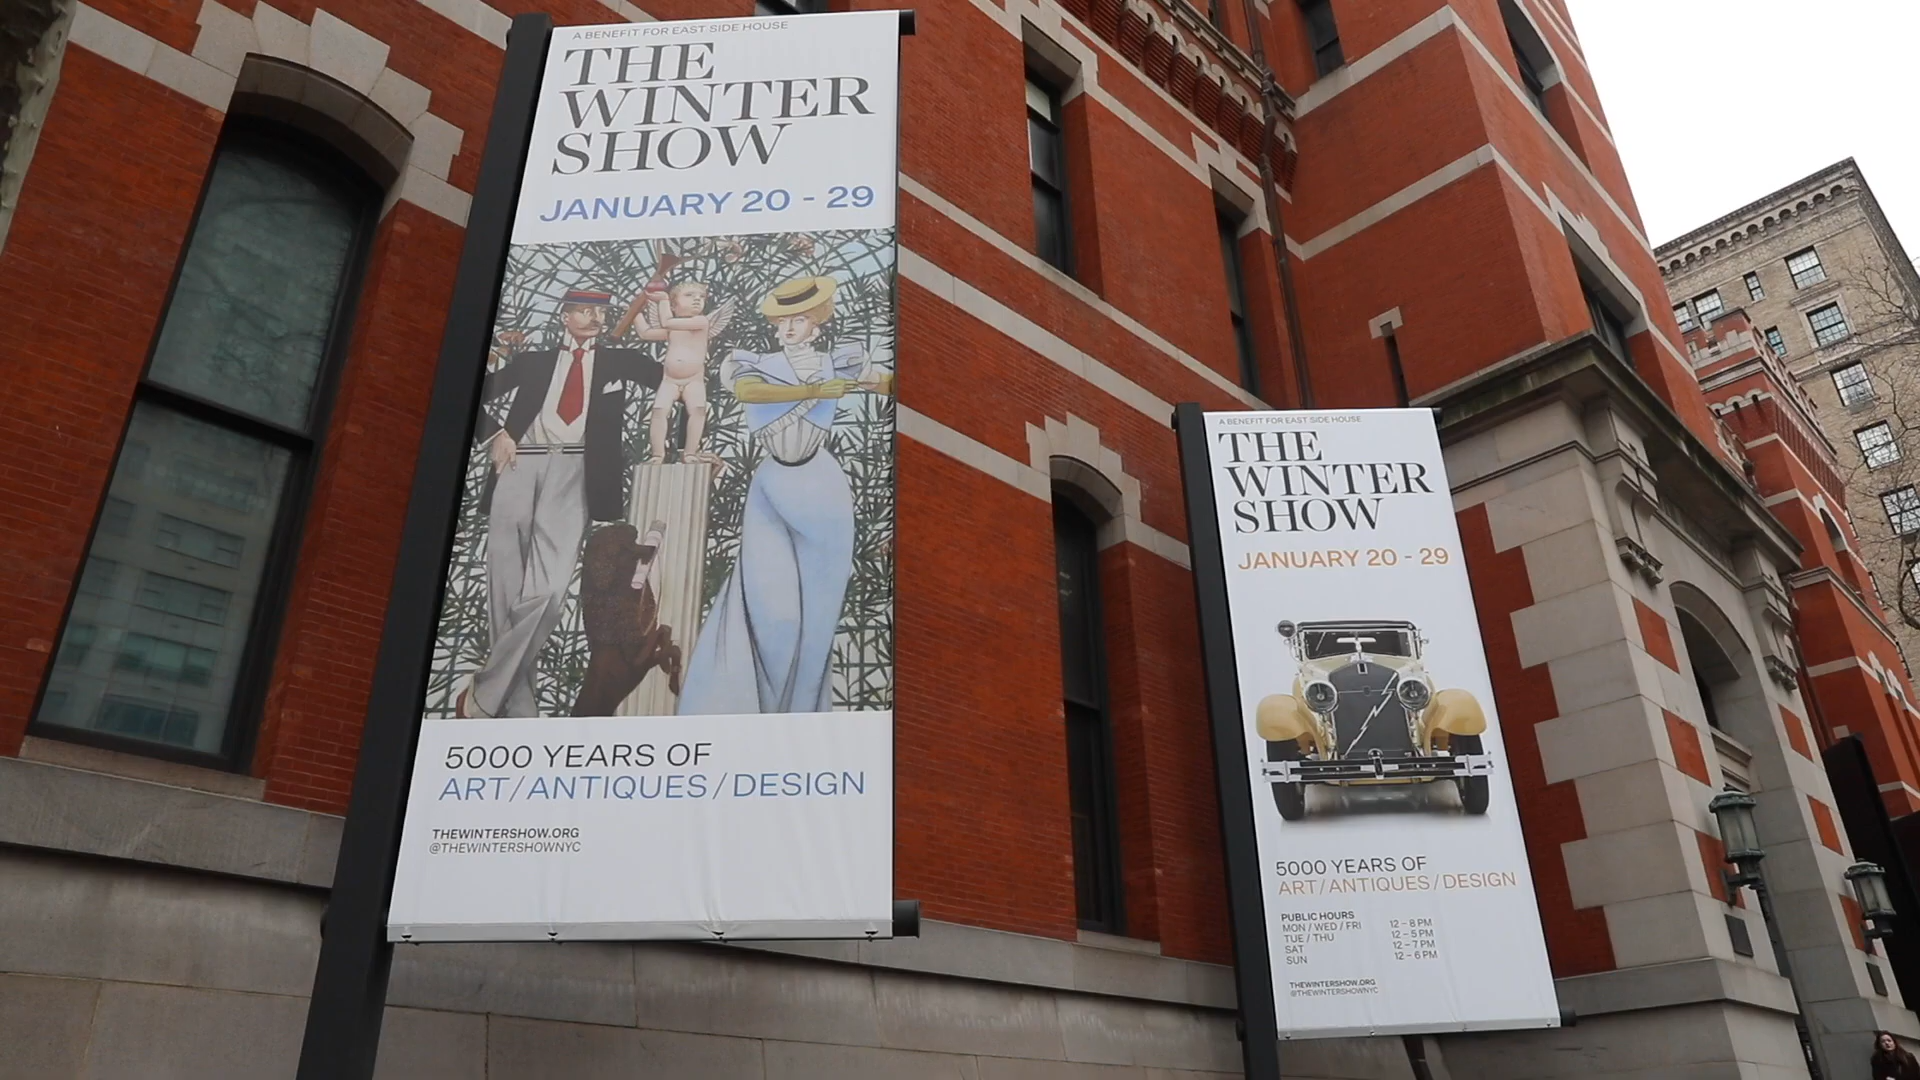 A BENEFIT FOR EAST SIDE HOUSE
THE
WINTER
SHOW
JANUARY 20 - 29
5000 YEARS OF
ART/ANTIQUES/DESIGN
THEWINTERSHOW.ORG
@THEWINTERSHOWNYC
A BENEFIT FOR EAST SIDE HOUSE
THE
WINTER
SHOW
JANUARY 20 - 29
5000 YEARS OF
ART/ANTIQUES/DESIGN
PUBLIC HOURS
MON / WED / FRI 12 – 8 PM
TUE / THU 12 – 5 PM
SAT 12 – 7 PM
SUN 12 – 6 PM
THEWINTERSHOW.ORG
@THEWINTERSHOWNYC